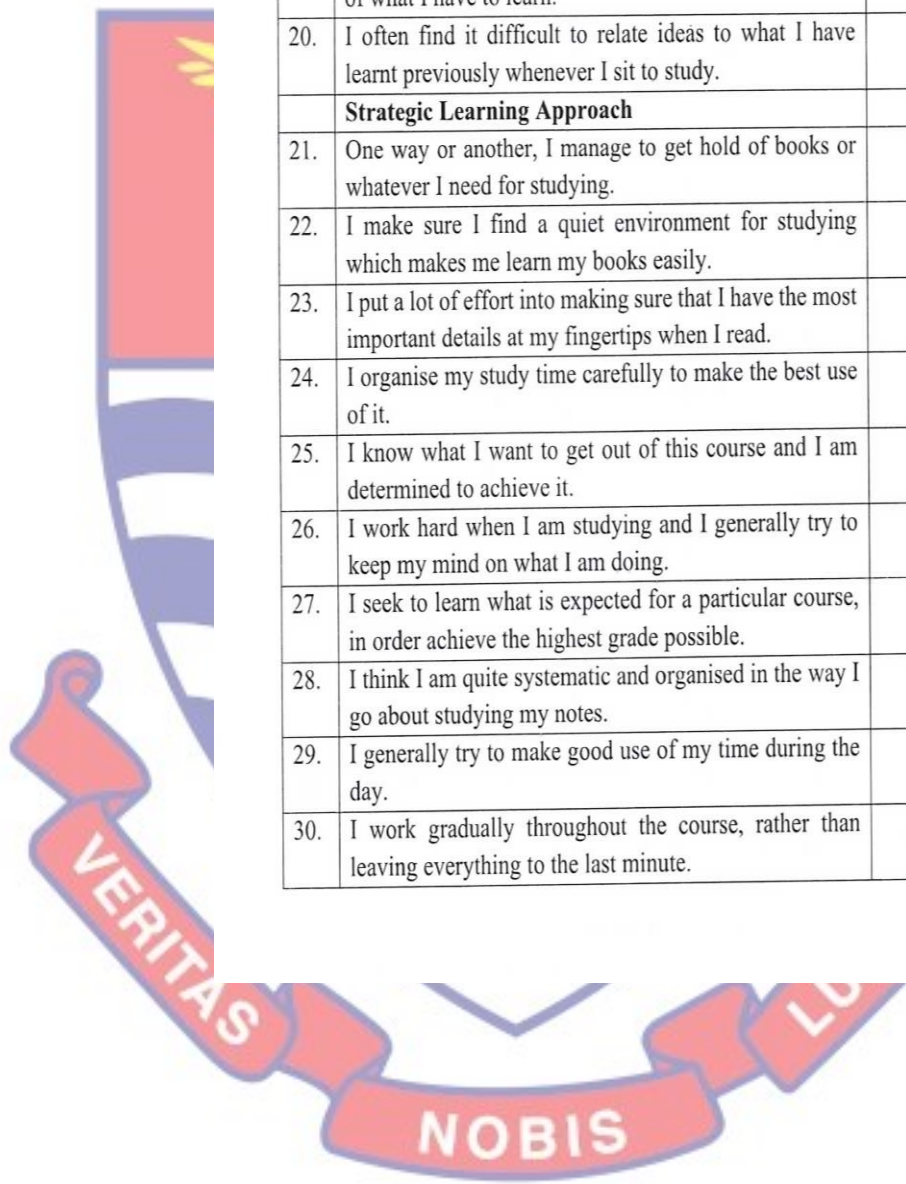 of what I have to learn.
20. I often find it difficult to relate ideas to what I have
learnt previously whenever I sit to study.
Strategic Learning Approach
21. One way or another, I manage to get hold of books or
whatever I need for studying.
22. I make sure I find a quiet environment for studying
which makes me learn my books easily.
23. I put a lot of effort into making sure that I have the most
important details at my fingertips when I read.
24. I organise my study time carefully to make the best use
of it.
25. I know what I want to get out of this course and I am
determined to achieve it.
26. I work hard when I am studying and I generally try to
keep my mind on what I am doing.
27. I seek to learn what is expected for a particular course,
in order achieve the highest grade possible.
28. I think I am quite systematic and organised in the way I
go about studying my notes.
29. I generally try to make good use of my time during the
day.
30. I work gradually throughout the course, rather than
leaving everything to the last minute.
VERITAS
NOBIS
LU